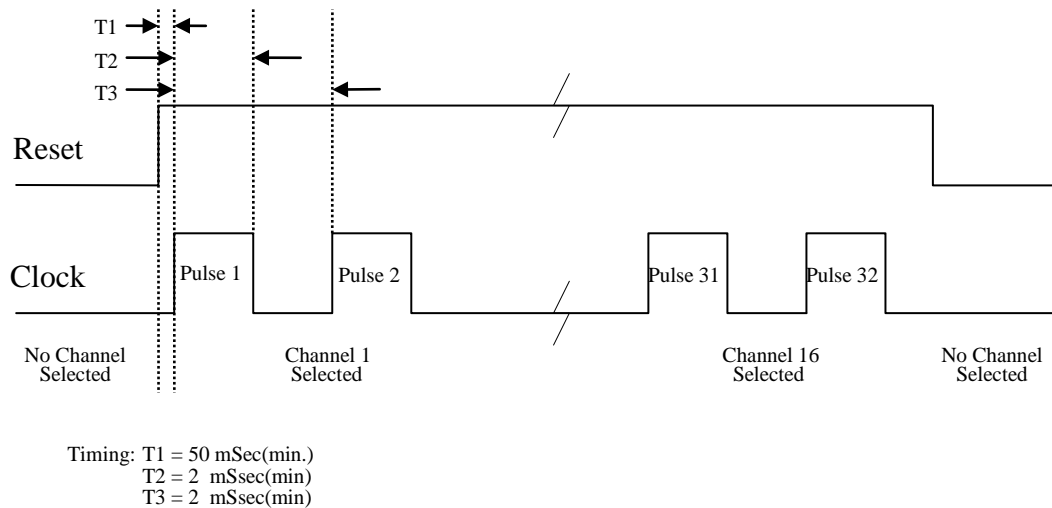 T1
T2
T3
Reset
Clock
Pulse 1
Pulse 2
Pulse 31
Pulse 32
No Channel
Selected
Channel 1
Selected
Channel 16
Selected
No Channel
Selected
Timing: T1 = 50 mSec(min.)
T2 = 2 mSsec(min)
T3 = 2 mSsec(min)